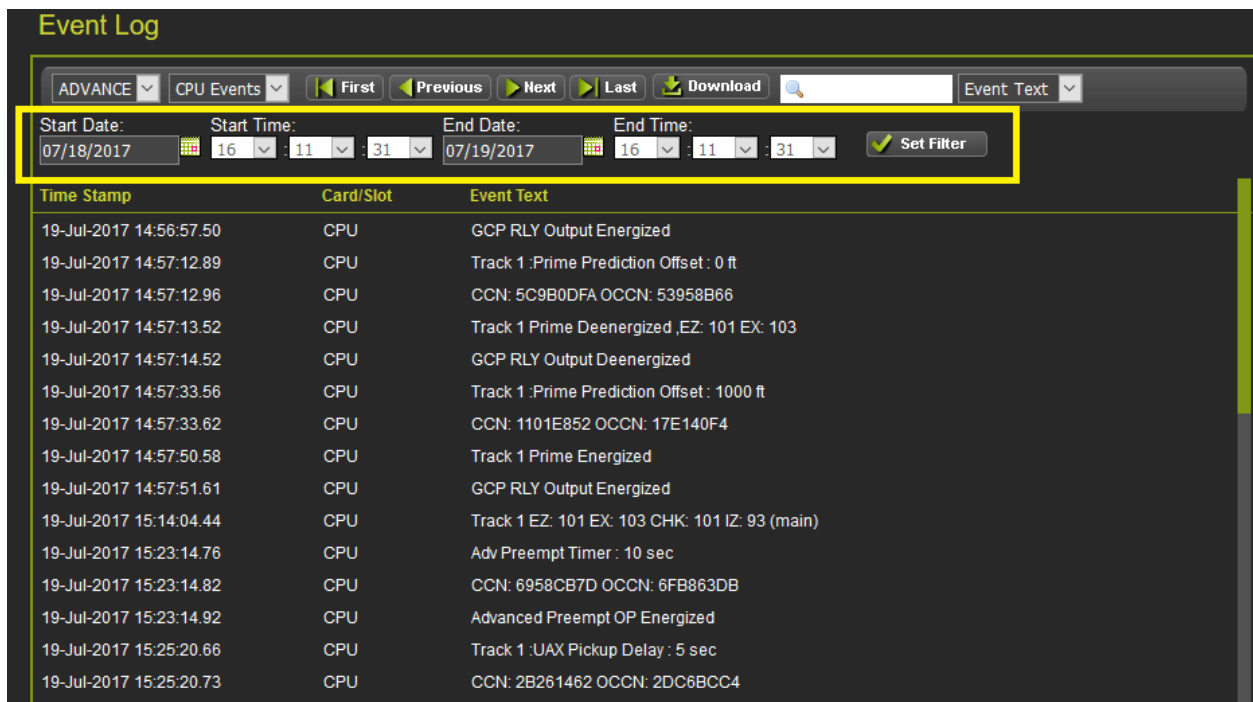 Event Log
ADVANCE CPU Events First Previous Next Last Download Event Text
Start Date: Start Time: End Date: End Time:
07/18/2017 16 : 11 : 31 07/19/2017 16 : 11 : 31 Set Filter
Time Stamp Card/Slot Event Text
19-Jul-2017 14:56:57.50 CPU GCP RLY Output Energized
19-Jul-2017 14:57:12.89 CPU Track 1 :Prime Prediction Offset : 0 ft
19-Jul-2017 14:57:12.96 CPU CCN: 5C9B0DFA OCCN: 53958B66
19-Jul-2017 14:57:13.52 CPU Track 1 Prime Deenergized ,EZ: 101 EX: 103
19-Jul-2017 14:57:14.52 CPU GCP RLY Output Deenergized
19-Jul-2017 14:57:33.56 CPU Track 1 :Prime Prediction Offset : 1000 ft
19-Jul-2017 14:57:33.62 CPU CCN: 1101E852 OCCN: 17E140F4
19-Jul-2017 14:57:50.58 CPU Track 1 Prime Energized
19-Jul-2017 14:57:51.61 CPU GCP RLY Output Energized
19-Jul-2017 15:14:04.44 CPU Track 1 EZ: 101 EX: 103 CHK: 101 IZ: 93 (main)
19-Jul-2017 15:23:14.76 CPU Adv Preempt Timer : 10 sec
19-Jul-2017 15:23:14.82 CPU CCN: 6958CB7D OCCN: 6FB863DB
19-Jul-2017 15:23:14.92 CPU Advanced Preempt OP Energized
19-Jul-2017 15:25:20.66 CPU Track 1 :UAX Pickup Delay : 5 sec
19-Jul-2017 15:25:20.73 CPU CCN: 2B261462 OCCN: 2DC6BCC4